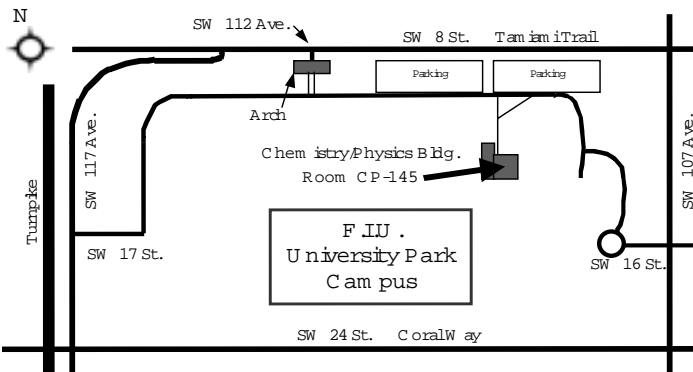 N
SW 112 Ave.
SW 8 St. Tamiami Trail
Parking
Parking
Arch
Chemistry/Physics Bldg.
Room CP-145
SW 117 Ave.
SW 107 Ave.
Turnpike
F.I.U.
University Park
Campus
SW 17 St.
SW 16 St.
SW 24 St. Coral Way